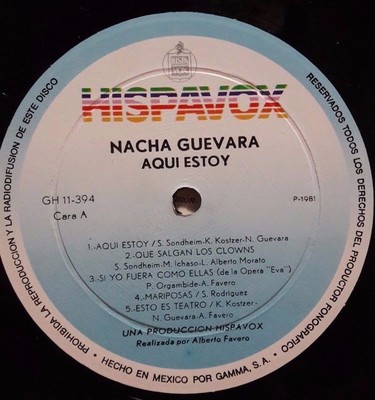 HISPAVOX
NACHA GUEVARA
AQUI ESTOY
GH 11-394
Cara A
P-1981
1.-AQUI ESTOY / S. Sondheim-K. Kostzer-N. Guevara
2.-QUE SALGAN LOS CLOWNS
S. Sondheim-M. Ichaso-L. Alberto Morato
3.-SI YO FUERA COMO ELLAS (de la Opera "Eva")
P. Orgambide-A. Favero
4.-MARIPOSAS / S. Rodríguez
5.-ESTO ES TEATRO / K. Kostzer-
N. Guevara-A. Favero
UNA PRODUCCION HISPAVOX
Realizada por Alberto Favero
PROHIBIDA LA REPRODUCCION Y LA RADIODIFUSION DE ESTE DISCO
RESERVADOS TODOS LOS DERECHOS DEL PRODUCTOR FONOGRAFICO
• HECHO EN MEXICO POR GAMMA, S.A. •